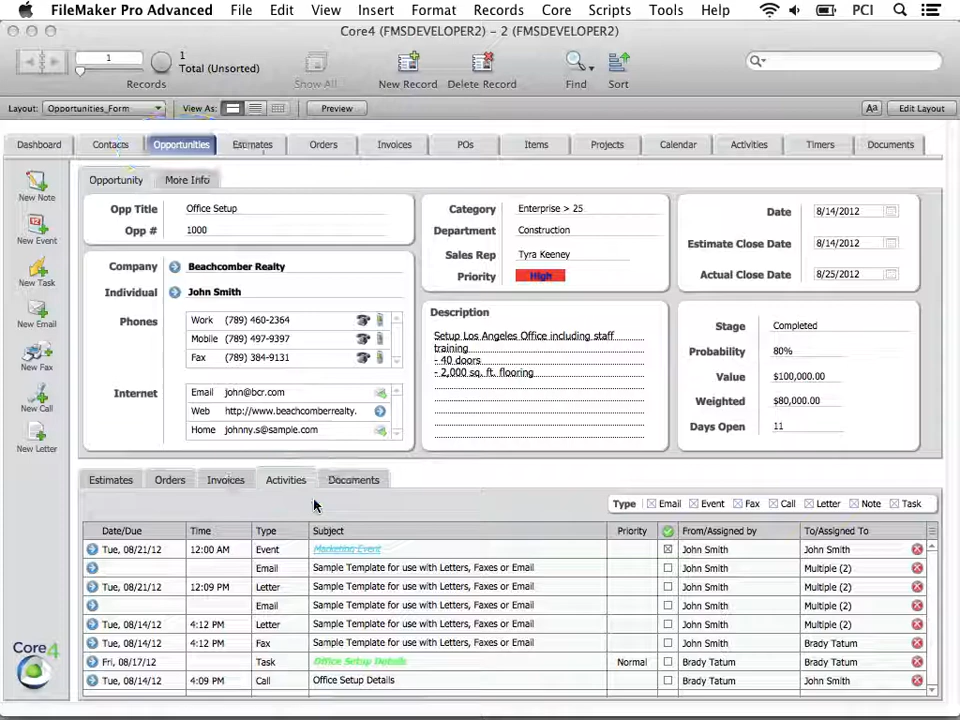 FileMaker Pro Advanced File Edit View Insert Format Records Core Scripts Tools Help PCI
Core4 (FMSDEVELOPER2) – 2 (FMSDEVELOPER2)
1
1
Total (Unsorted)
Records Show All New Record Delete Record Find Sort
Layout: Opportunities_Form View As: Preview Aa Edit Layout
Dashboard Contacts Opportunities Estimates Orders Invoices POs Items Projects Calendar Activities Timers Documents
New Note
New Event
New Task
New Email
New Fax
New Call
New Letter
Core4
Opportunity More Info
Opp Title Office Setup
Opp # 1000
Company Beachcomber Realty
Individual John Smith
Phones Work (789) 460-2364
Mobile (789) 497-9397
Fax (789) 384-9131
Internet Email john@bcr.com
Web http://www.beachcomberrealty.
Home johnny.s@sample.com
Category Enterprise > 25
Department Construction
Sales Rep Tyra Keeney
Priority High
Description
Setup Los Angeles Office including staff
training
- 40 doors
- 2,000 sq. ft. flooring
Date 8/14/2012
Estimate Close Date 8/14/2012
Actual Close Date 8/25/2012
Stage Completed
Probability 80%
Value $100,000.00
Weighted $80,000.00
Days Open 11
Estimates Orders Invoices Activities Documents
Type Email Event Fax Call Letter Note Task
Date/Due Time Type Subject Priority From/Assigned by To/Assigned To
Tue, 08/21/12 12:00 AM Event Marketing Event John Smith John Smith
Email Sample Template for use with Letters, Faxes or Email John Smith Multiple (2)
Tue, 08/21/12 12:09 PM Letter Sample Template for use with Letters, Faxes or Email John Smith Multiple (2)
Email Sample Template for use with Letters, Faxes or Email John Smith Multiple (2)
Tue, 08/14/12 4:12 PM Letter Sample Template for use with Letters, Faxes or Email John Smith Multiple (2)
Tue, 08/14/12 4:12 PM Fax Sample Template for use with Letters, Faxes or Email John Smith Brady Tatum
Fri, 08/17/12 Task Office Setup Details Normal Brady Tatum Brady Tatum
Tue, 08/14/12 4:09 PM Call Office Setup Details Brady Tatum John Smith